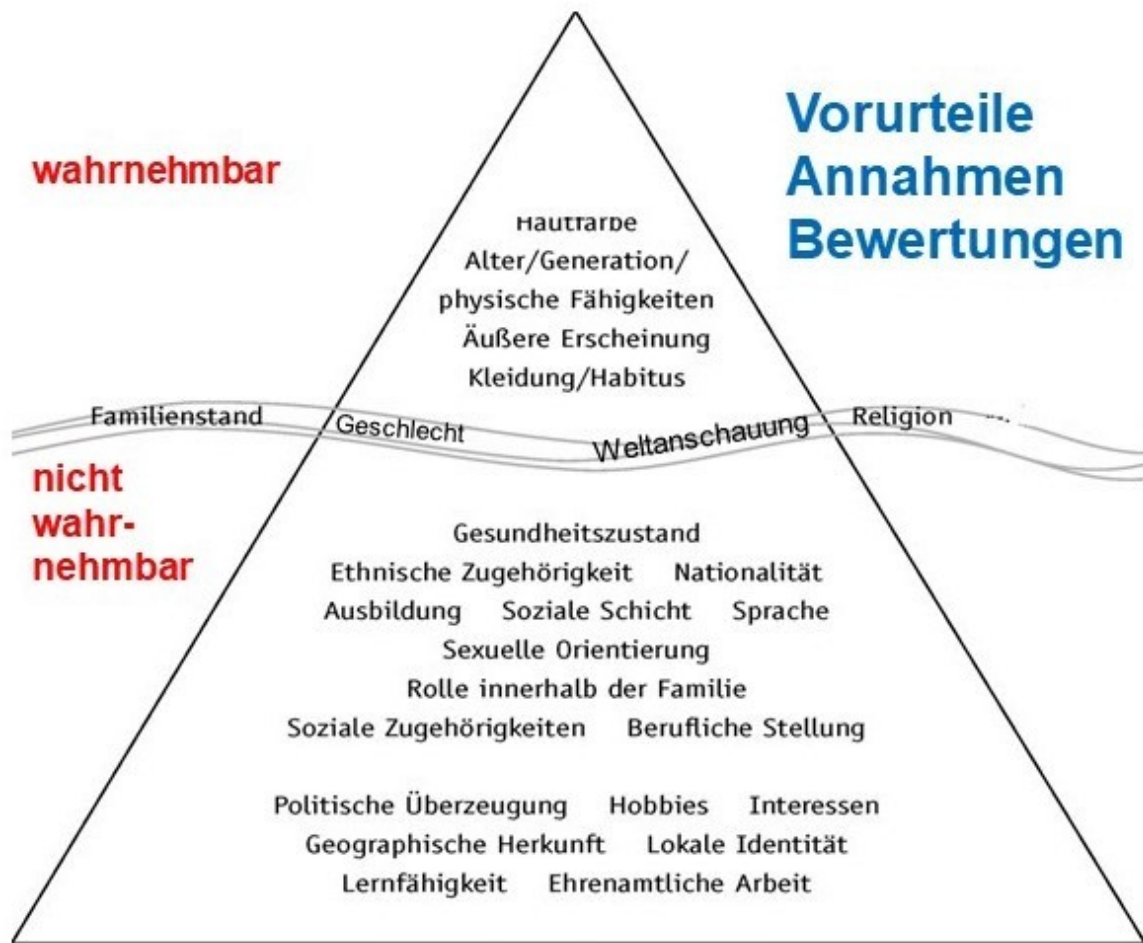 Vorurteile
Annahmen
Bewertungen
wahrnehmbar
Hautfarbe
Alter/Generation/
physische Fähigkeiten
Äußere Erscheinung
Kleidung/Habitus
Familienstand Geschlecht Weltanschauung Religion ...
nicht
wahr-
nehmbar
Gesundheitszustand
Ethnische Zugehörigkeit Nationalität
Ausbildung Soziale Schicht Sprache
Sexuelle Orientierung
Rolle innerhalb der Familie
Soziale Zugehörigkeiten Berufliche Stellung
Politische Überzeugung Hobbies Interessen
Geographische Herkunft Lokale Identität
Lernfähigkeit Ehrenamtliche Arbeit